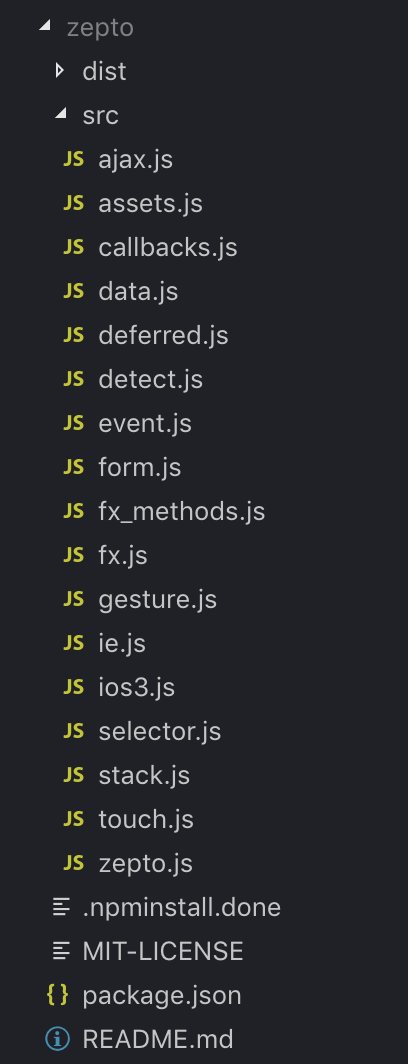 zepto
dist
src
JS ajax.js
JS assets.js
JS callbacks.js
JS data.js
JS deferred.js
JS detect.js
JS event.js
JS form.js
JS fx_methods.js
JS fx.js
JS gesture.js
JS ie.js
JS ios3.js
JS selector.js
JS stack.js
JS touch.js
JS zepto.js
.npminstall.done
MIT-LICENSE
{ } package.json
README.md